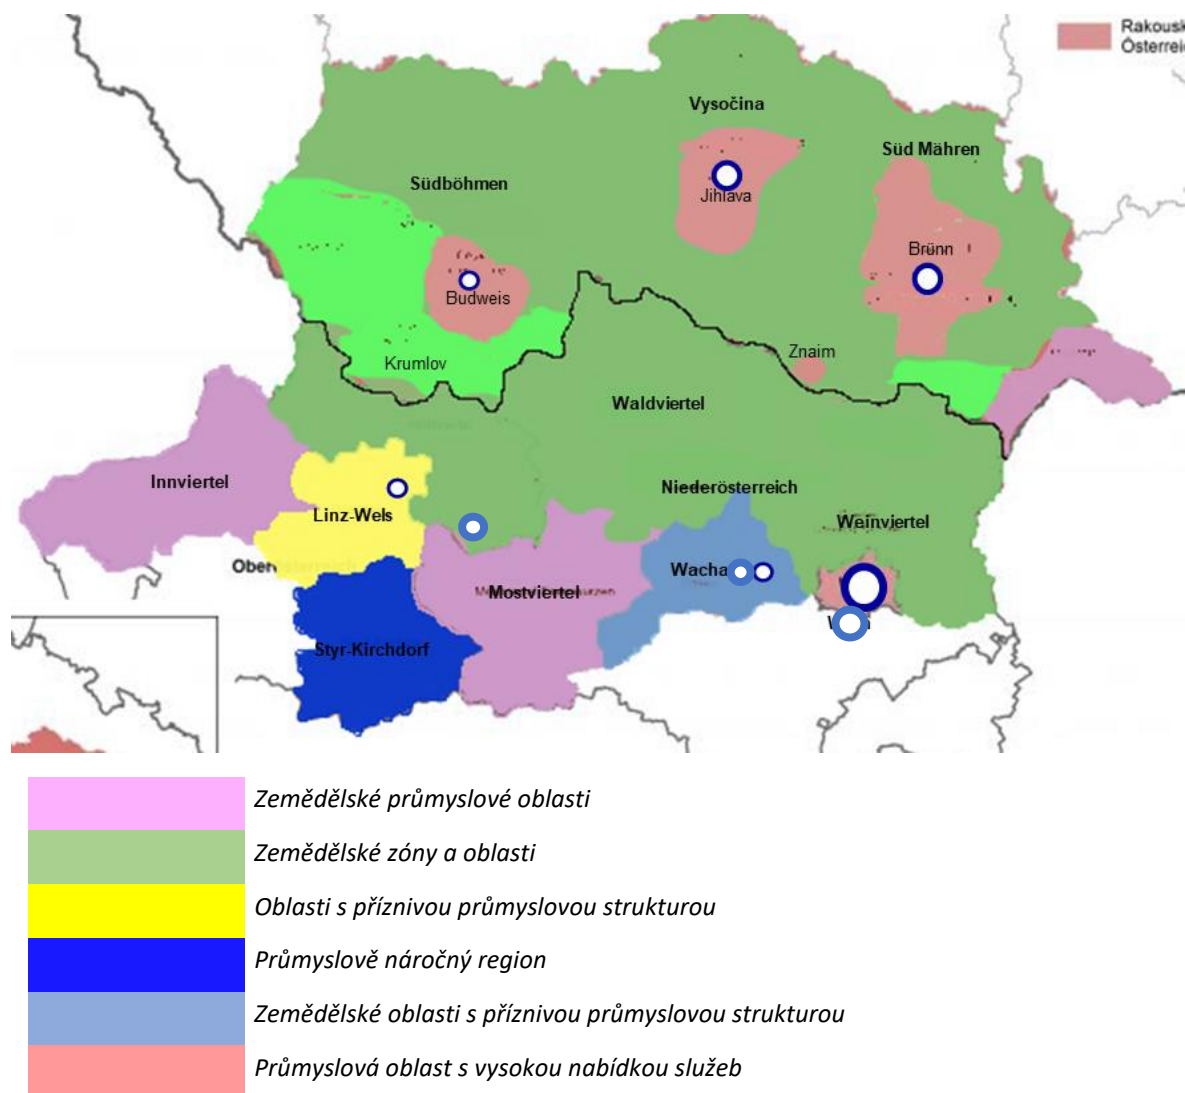 Rakousk
Österreic
Vysočina
Süd Mähren
Südböhmen
Jihlava
Brünn
Budweis
Znaim
Krumlov
Waldviertel
Innviertel
Niederösterreich
Linz-Wels
Weinviertel
Wacha
Mostviertel
Styr-Kirchdorf
Zemědělské průmyslové oblasti
Zemědělské zóny a oblasti
Oblasti s příznivou průmyslovou strukturou
Průmyslově náročný region
Zemědělské oblasti s příznivou průmyslovou strukturou
Průmyslová oblast s vysokou nabídkou služeb